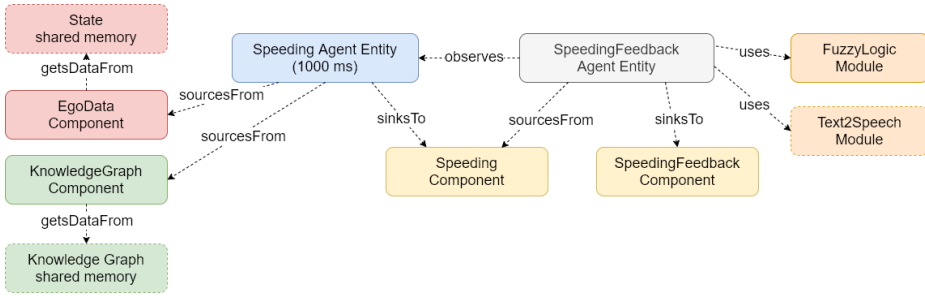 State
shared memory
getsDataFrom
EgoData
Component
sourcesFrom
sourcesFrom
KnowledgeGraph
Component
getsDataFrom
Knowledge Graph
shared memory
Speeding Agent Entity
(1000 ms)
observes
sinksTo
Speeding
Component
sourcesFrom
SpeedingFeedback
Agent Entity
sinksTo
SpeedingFeedback
Component
uses
FuzzyLogic
Module
uses
Text2Speech
Module